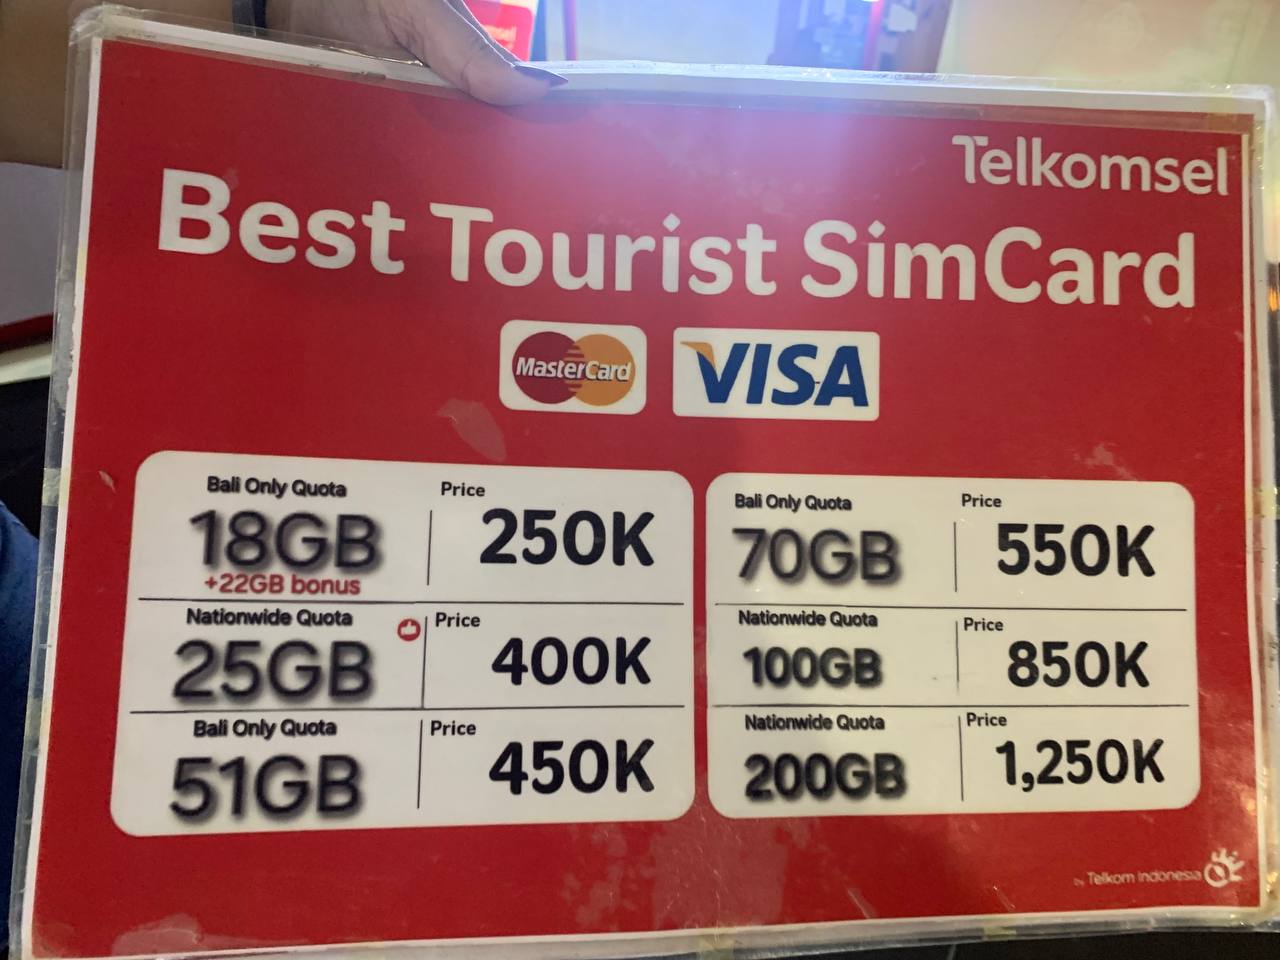 Telkomsel
Best Tourist SimCard
MasterCard VISA
Bali Only Quota Price
18GB 250K
+22GB bonus
Nationwide Quota Price
25GB 400K
Bali Only Quota Price
51GB 450K
Bali Only Quota Price
70GB 550K
Nationwide Quota Price
100GB 850K
Nationwide Quota Price
200GB 1,250K
by Telkom Indonesia